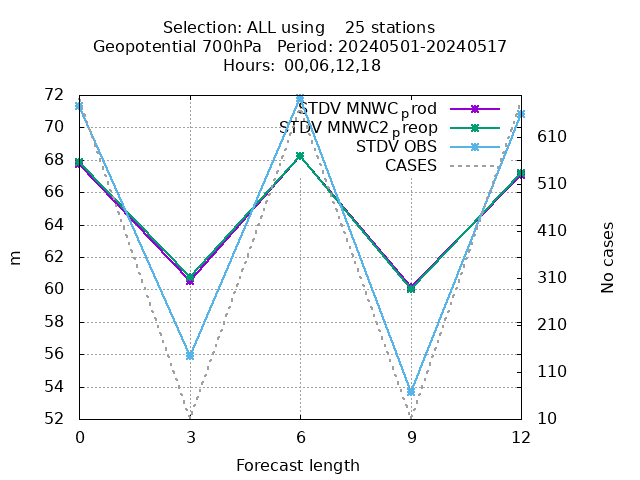 Selection: ALL using 25 stations
Geopotential 700hPa Period: 20240501-20240517
Hours: 00,06,12,18
STDV MNWCprod
STDV MNWC2preop
STDV OBS
CASES
72
70
68
66
64
62
60
58
56
54
52
m
610
510
410
310
210
110
10
No cases
0 3 6 9 12
Forecast length